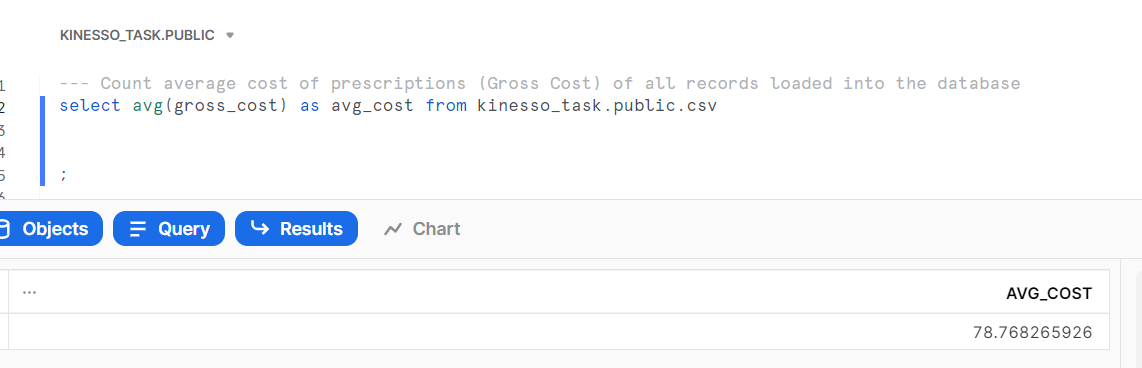 KINESSO_TASK.PUBLIC
1 --- Count average cost of prescriptions (Gross Cost) of all records loaded into the database
2 select avg(gross_cost) as avg_cost from kinesso_task.public.csv
3
4
5 ;
6
Objects Query Results Chart
... AVG_COST
78.768265926